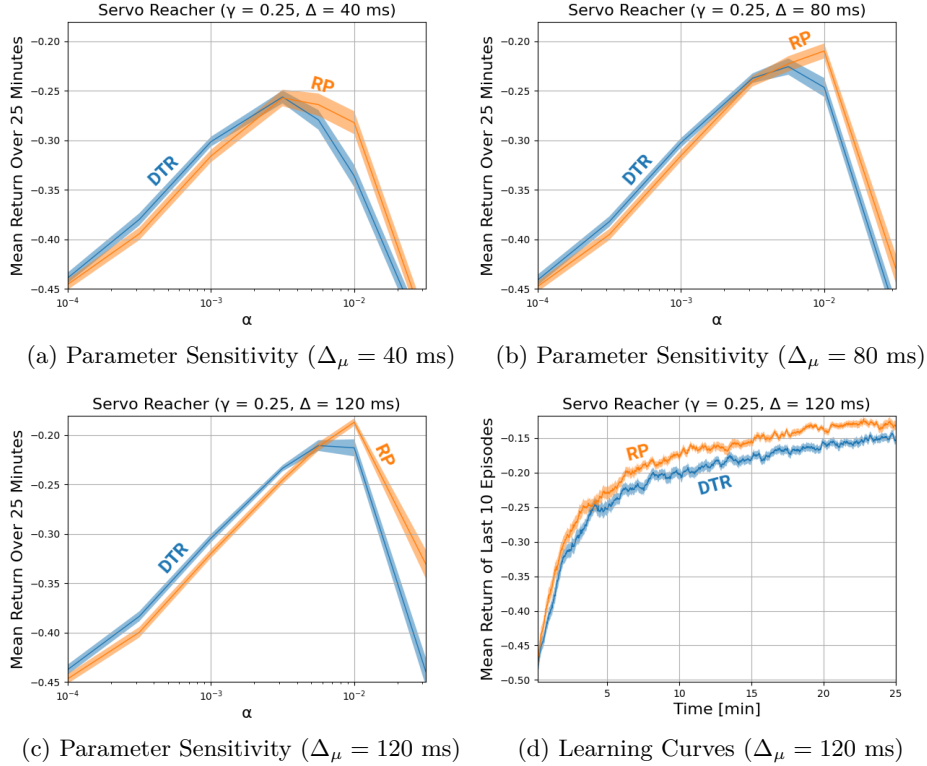 Servo Reacher (γ = 0.25, Δ = 40 ms)
Mean Return Over 25 Minutes
−0.20
−0.25
−0.30
−0.35
−0.40
−0.45
RP
DTR
10⁻⁴
10⁻³
10⁻²
α
(a) Parameter Sensitivity (Δμ = 40 ms)
Servo Reacher (γ = 0.25, Δ = 80 ms)
Mean Return Over 25 Minutes
−0.20
−0.25
−0.30
−0.35
−0.40
−0.45
RP
DTR
10⁻⁴
10⁻³
10⁻²
α
(b) Parameter Sensitivity (Δμ = 80 ms)
Servo Reacher (γ = 0.25, Δ = 120 ms)
Mean Return Over 25 Minutes
−0.20
−0.25
−0.30
−0.35
−0.40
−0.45
RP
DTR
10⁻⁴
10⁻³
10⁻²
α
(c) Parameter Sensitivity (Δμ = 120 ms)
Servo Reacher (γ = 0.25, Δ = 120 ms)
Mean Return of Last 10 Episodes
−0.15
−0.20
−0.25
−0.30
−0.35
−0.40
−0.45
−0.50
RP
DTR
5
10
15
20
25
Time [min]
(d) Learning Curves (Δμ = 120 ms)